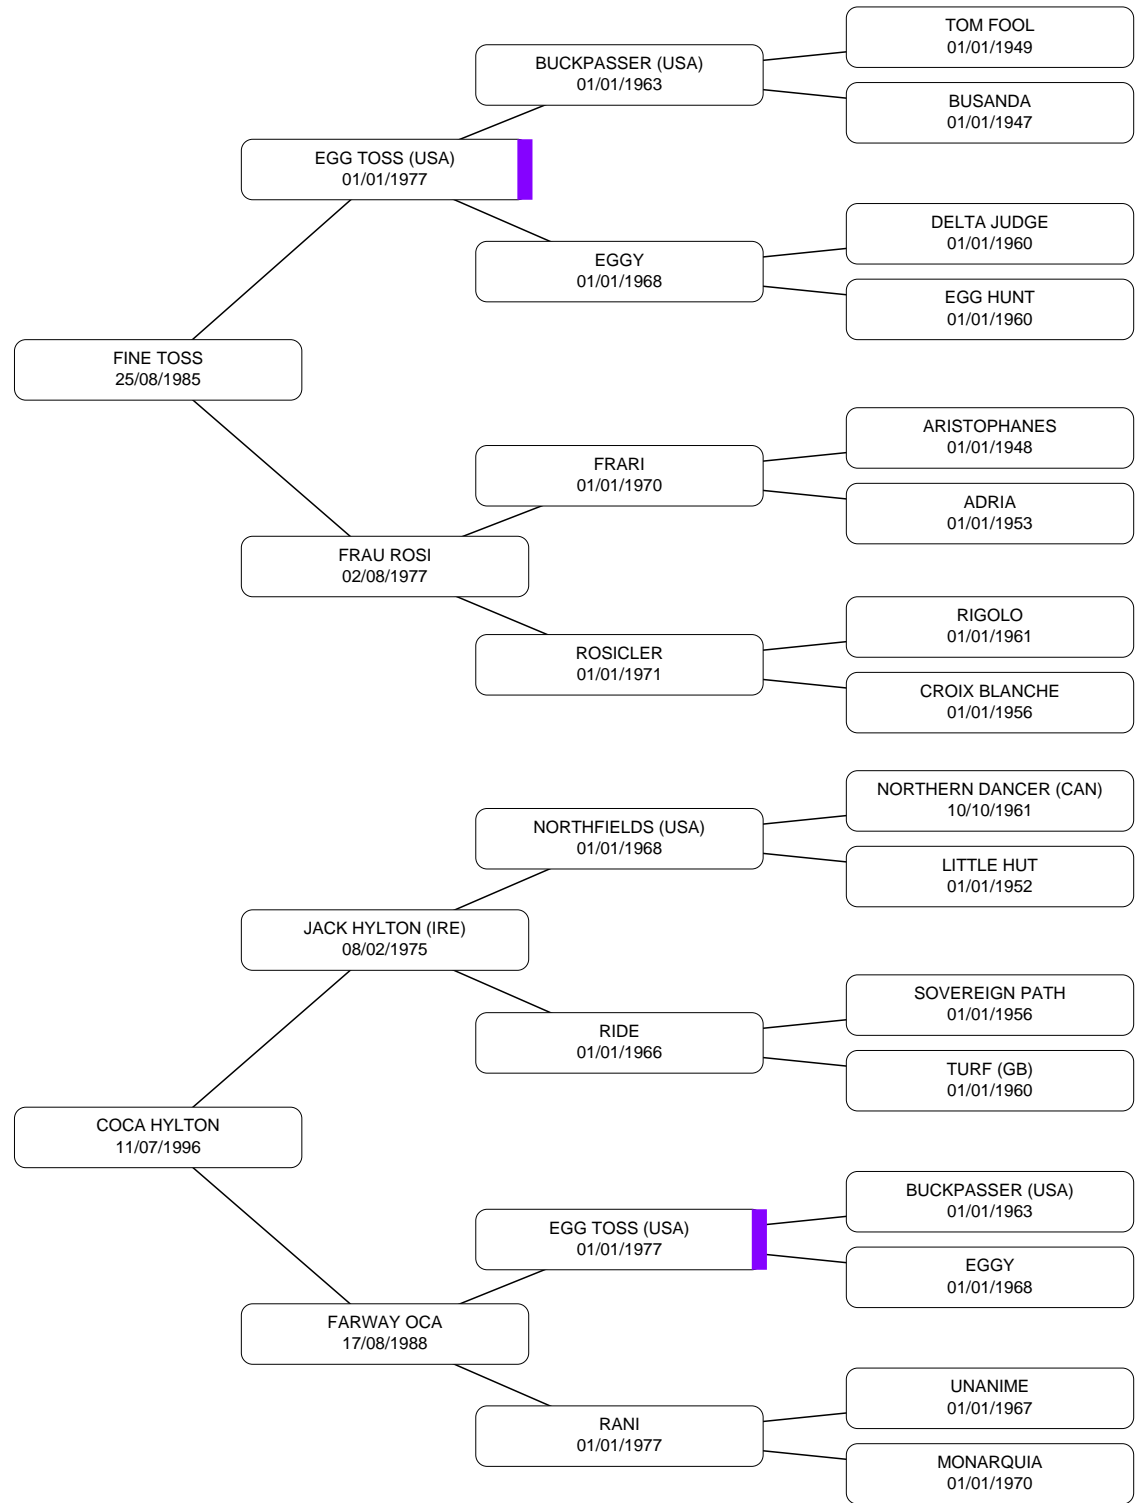 TOM FOOL
01/01/1949
BUCKPASSER (USA)
01/01/1963
BUSANDA
01/01/1947
EGG TOSS (USA)
01/01/1977
DELTA JUDGE
01/01/1960
EGGY
01/01/1968
EGG HUNT
01/01/1960
FINE TOSS
25/08/1985
ARISTOPHANES
01/01/1948
FRARI
01/01/1970
ADRIA
01/01/1953
FRAU ROSI
02/08/1977
RIGOLO
01/01/1961
ROSICLER
01/01/1971
CROIX BLANCHE
01/01/1956
NORTHERN DANCER (CAN)
10/10/1961
NORTHFIELDS (USA)
01/01/1968
LITTLE HUT
01/01/1952
JACK HYLTON (IRE)
08/02/1975
SOVEREIGN PATH
01/01/1956
RIDE
01/01/1966
TURF (GB)
01/01/1960
COCA HYLTON
11/07/1996
BUCKPASSER (USA)
01/01/1963
EGG TOSS (USA)
01/01/1977
EGGY
01/01/1968
FARWAY OCA
17/08/1988
UNANIME
01/01/1967
RANI
01/01/1977
MONARQUIA
01/01/1970